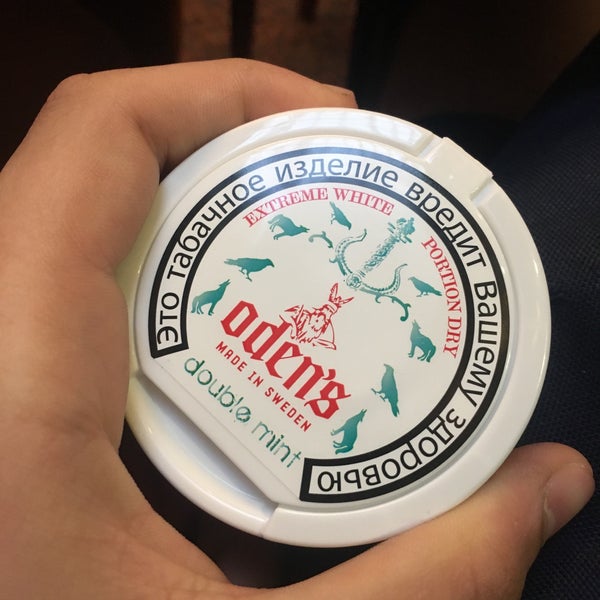 Это табачное изделие вредит Вашему здоровью
EXTREME WHITE
PORTION DRY
oden's
MADE IN SWEDEN
double mint